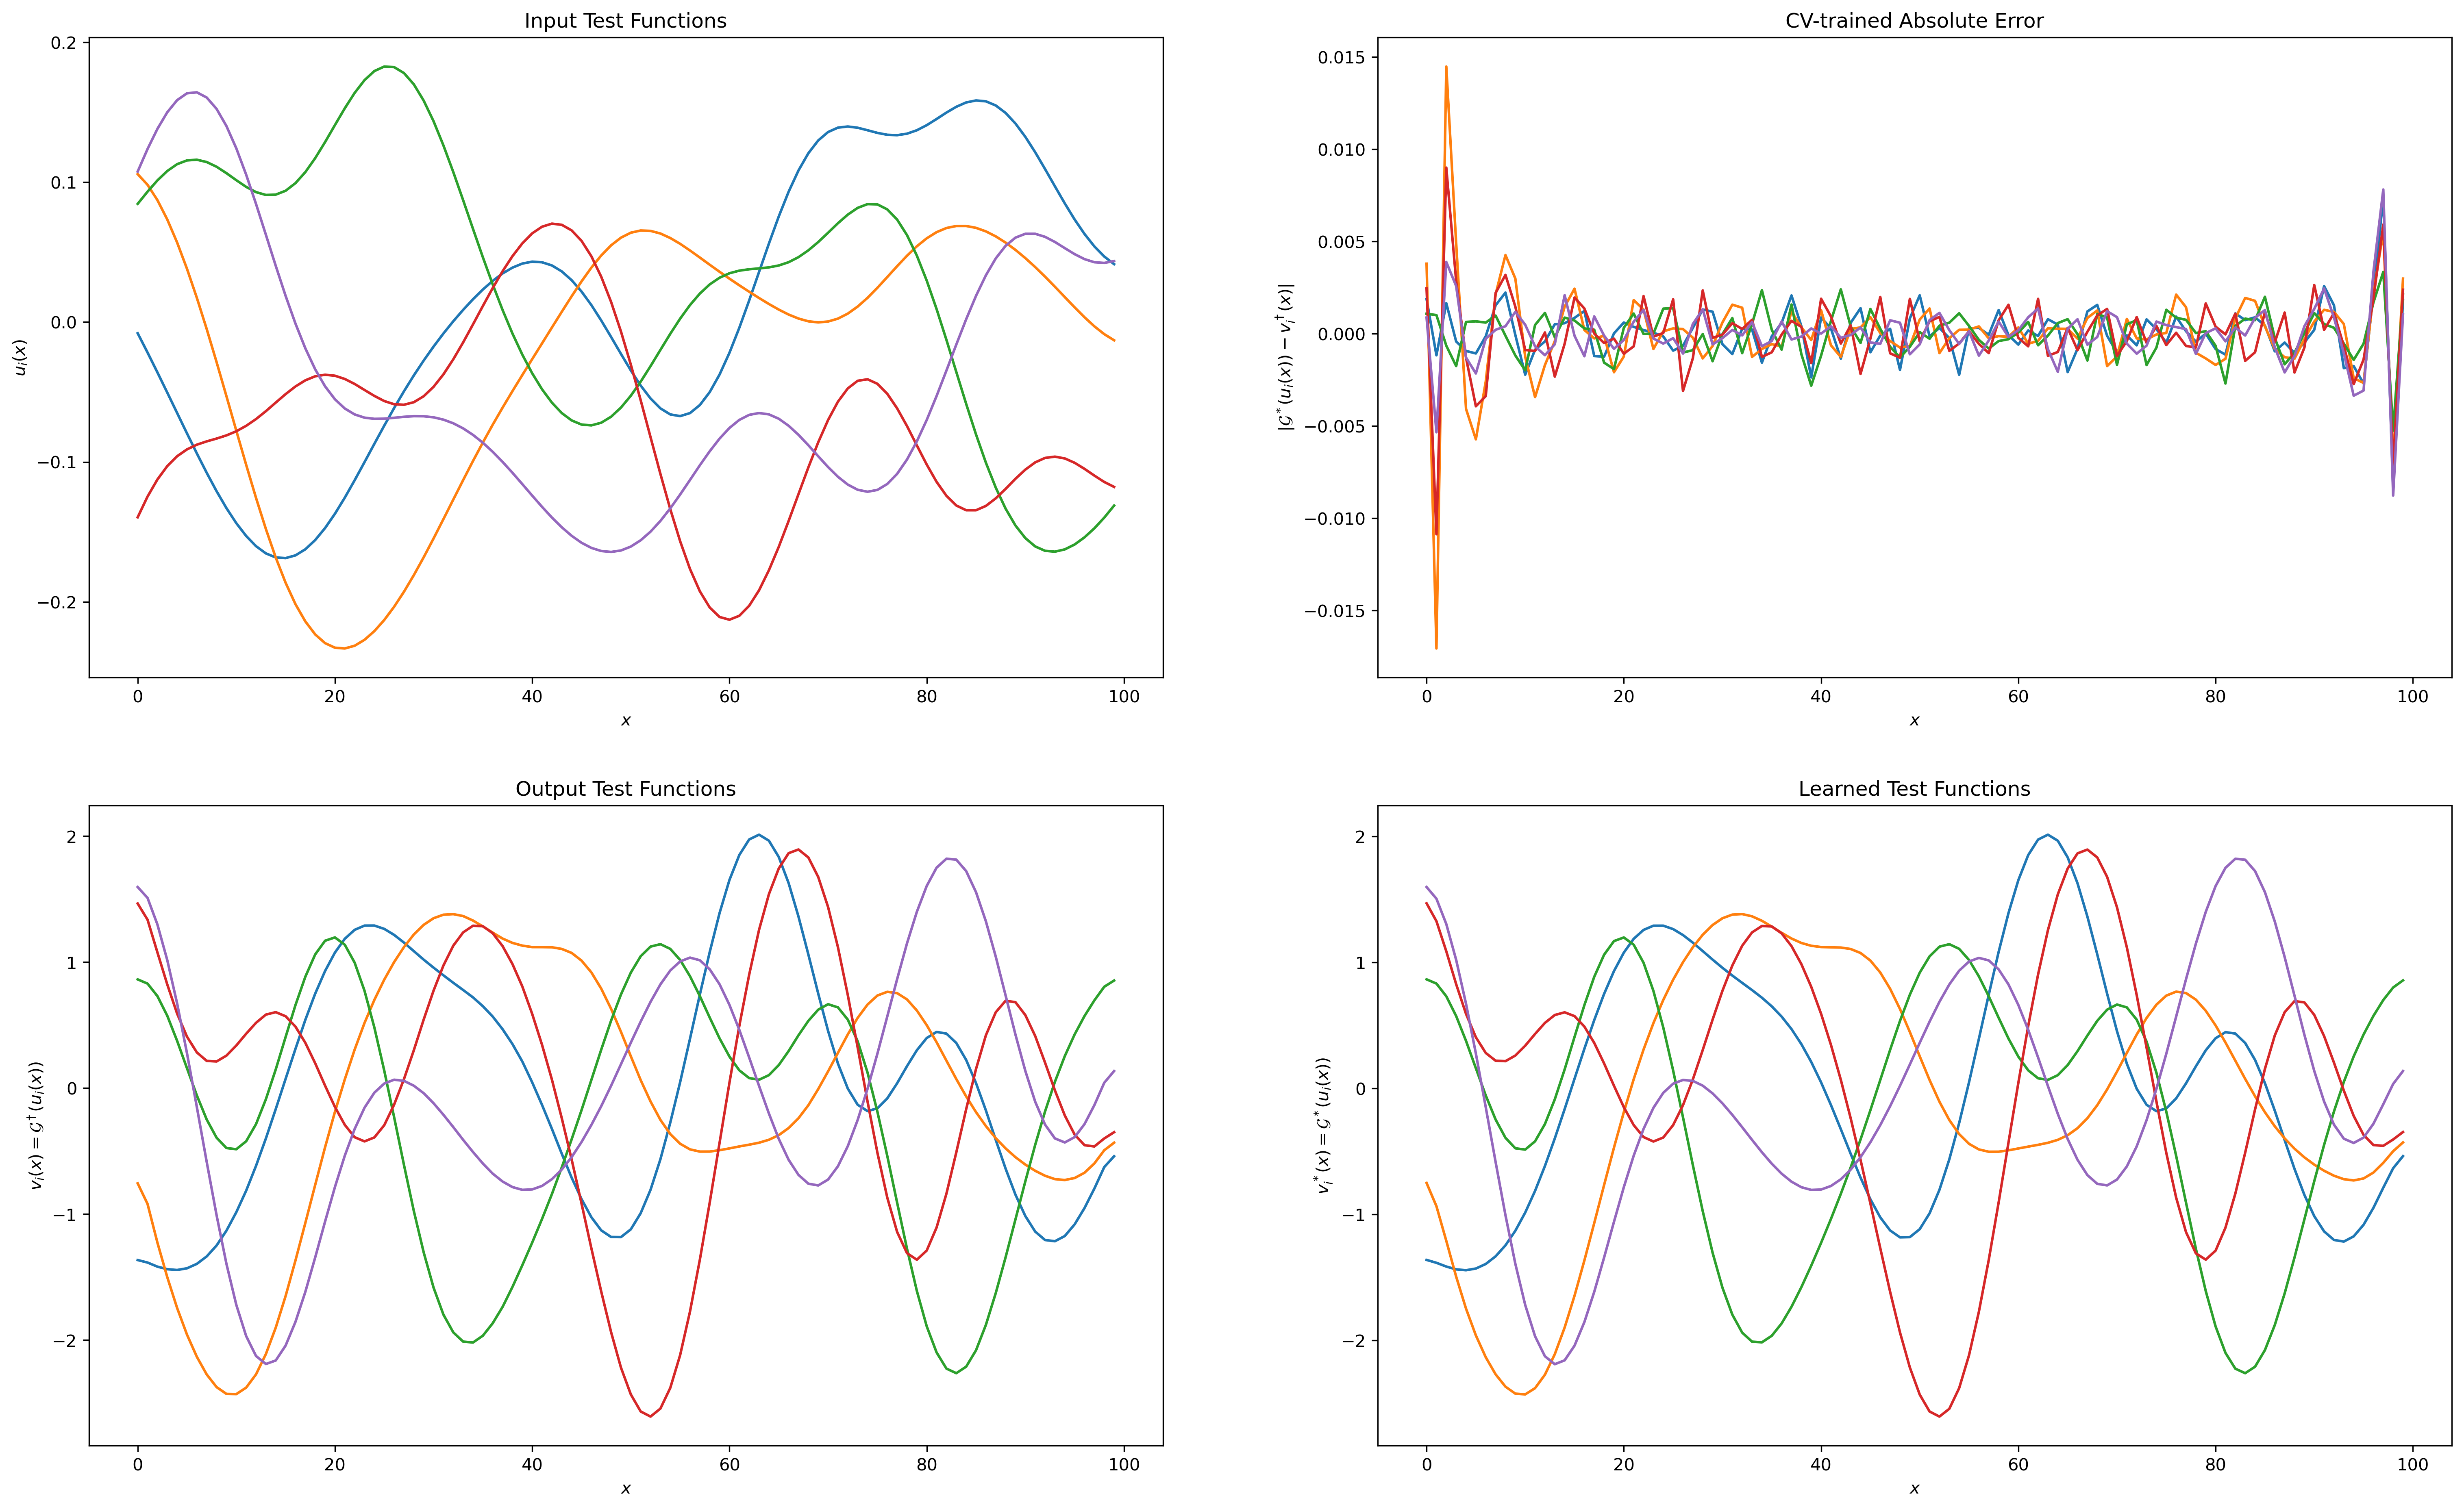 Input Test Functions
0.2
0.1
0.0
−0.1
−0.2
u_i(x)
0 20 40 60 80 100
x
CV-trained Absolute Error
0.015
0.010
0.005
0.000
−0.005
−0.010
−0.015
|𝒢*(u_i(x)) − v_i^†(x)|
0 20 40 60 80 100
x
Output Test Functions
2
1
0
−1
−2
v_i(x) = 𝒢^†(u_i(x))
0 20 40 60 80 100
x
Learned Test Functions
2
1
0
−1
−2
v_i^*(x) = 𝒢*(u_i(x))
0 20 40 60 80 100
x